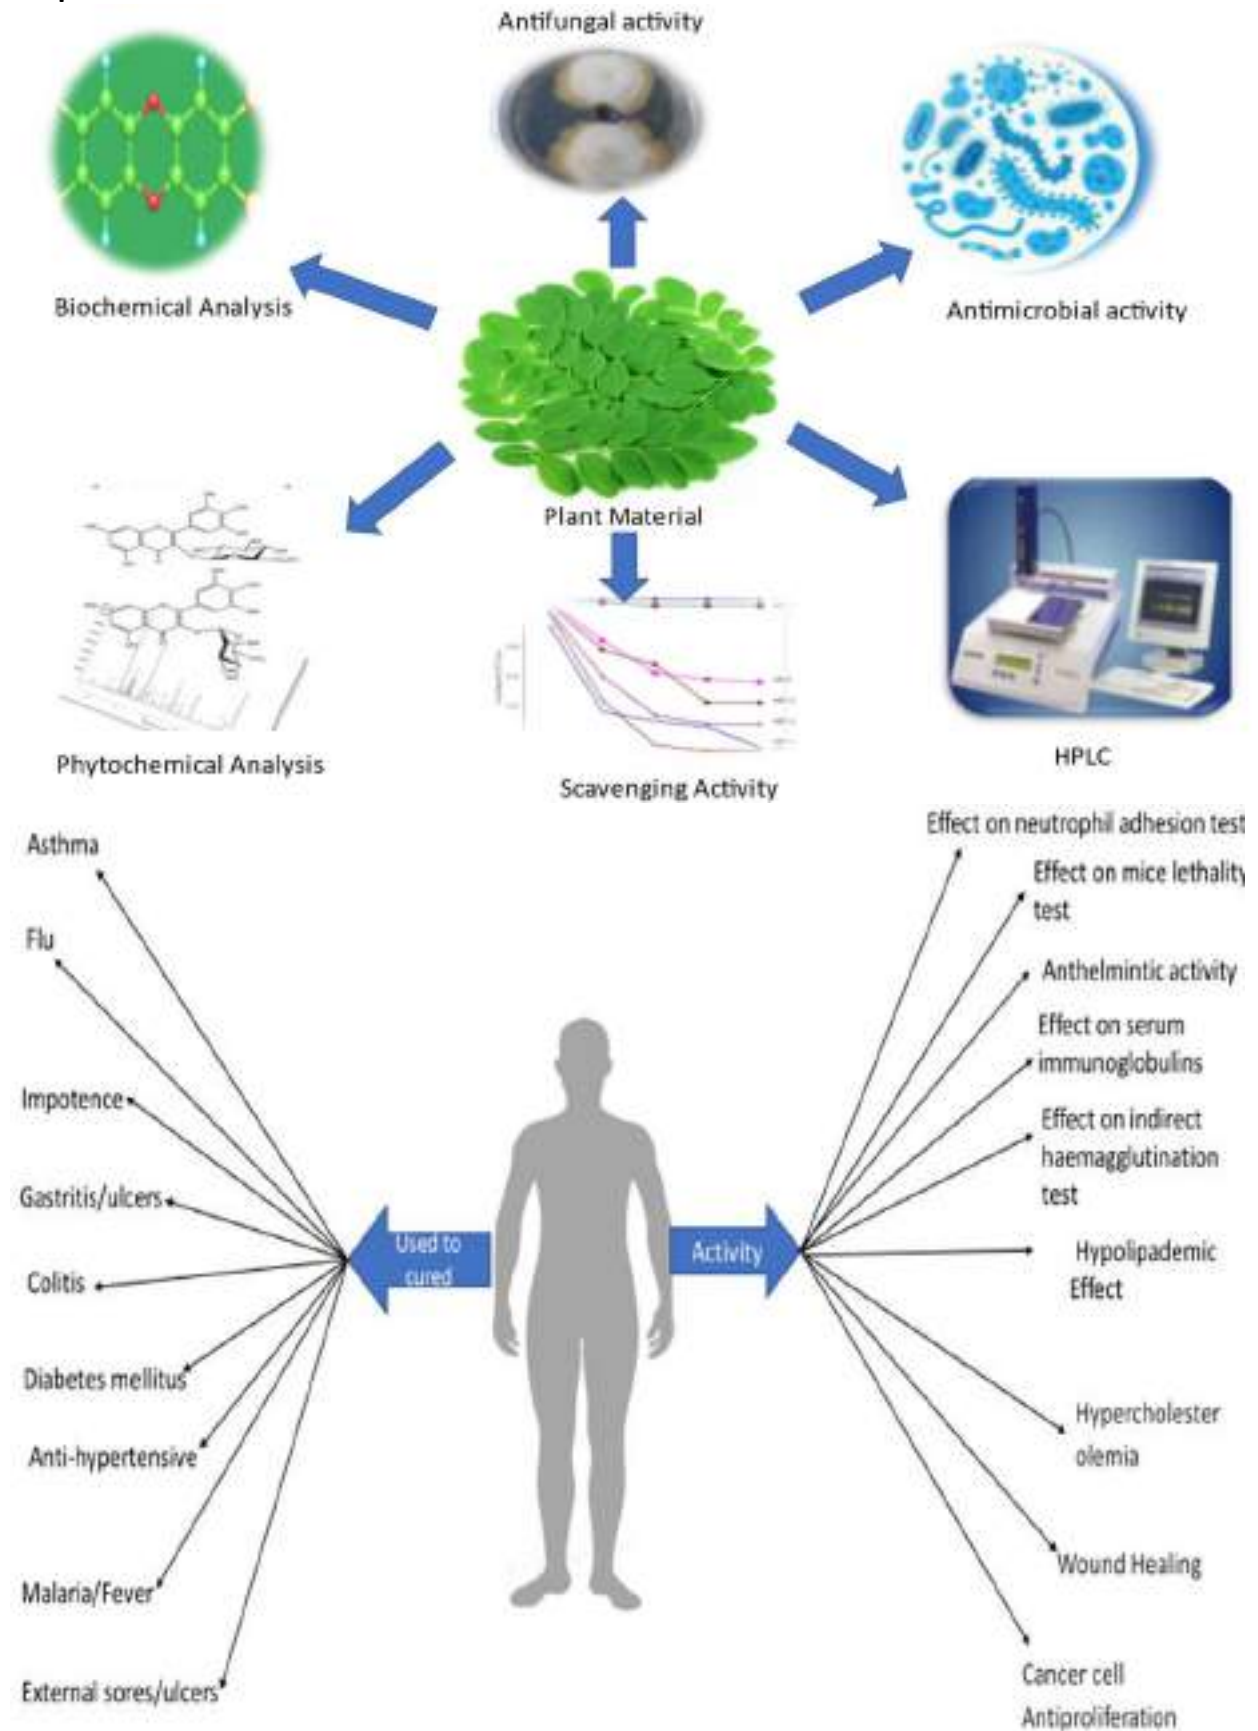 Antifungal activity
Biochemical Analysis
Antimicrobial activity
Plant Material
Phytochemical Analysis
Scavenging Activity
HPLC
Asthma
Flu
Impotence
Gastritis/ulcers
Colitis
Diabetes mellitus
Anti-hypertensive
Malaria/Fever
External sores/ulcers
Used to
cured
Activity
Effect on neutrophil adhesion test
Effect on mice lethality
test
Anthelmintic activity
Effect on serum
immunoglobulins
Effect on indirect
haemagglutination
test
Hypolipademic
Effect
Hypercholester
olemia
Wound Healing
Cancer cell
Antiproliferation